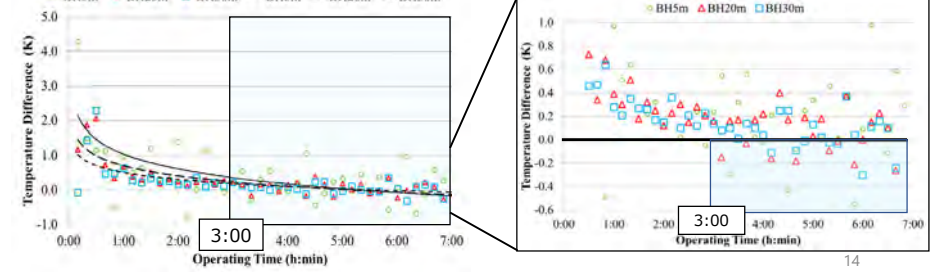 BH5m BH20m BH30m
Temperature Difference (K)
5.0
4.0
3.0
2.0
1.0
0.0
-1.0
0:00 1:00 2:00 3:00 4:00 5:00 6:00 7:00
Operating Time (h:min)
Temperature Difference (K)
1.0
0.8
0.6
0.4
0.2
0.0
-0.2
-0.4
-0.6
0:00 1:00 2:00 3:00 4:00 5:00 6:00 7:00
Operating Time (h:min)
14